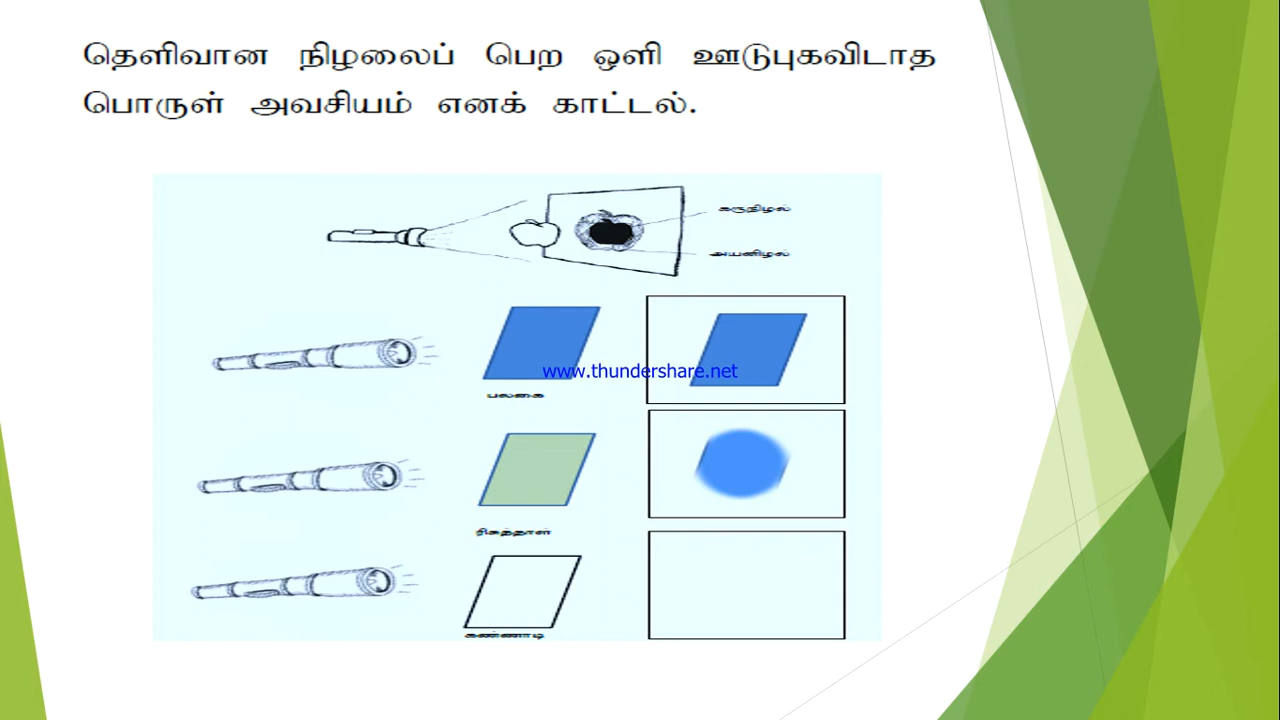 தெளிவான நிழலைப் பெற ஒளி ஊடுபுகவிடாத
பொருள் அவசியம் எனக் காட்டல்.
கருநிழல்
அயனிழல்
www.thundershare.net
பலகை
ரிசுத்தாள்
கண்ணாடி